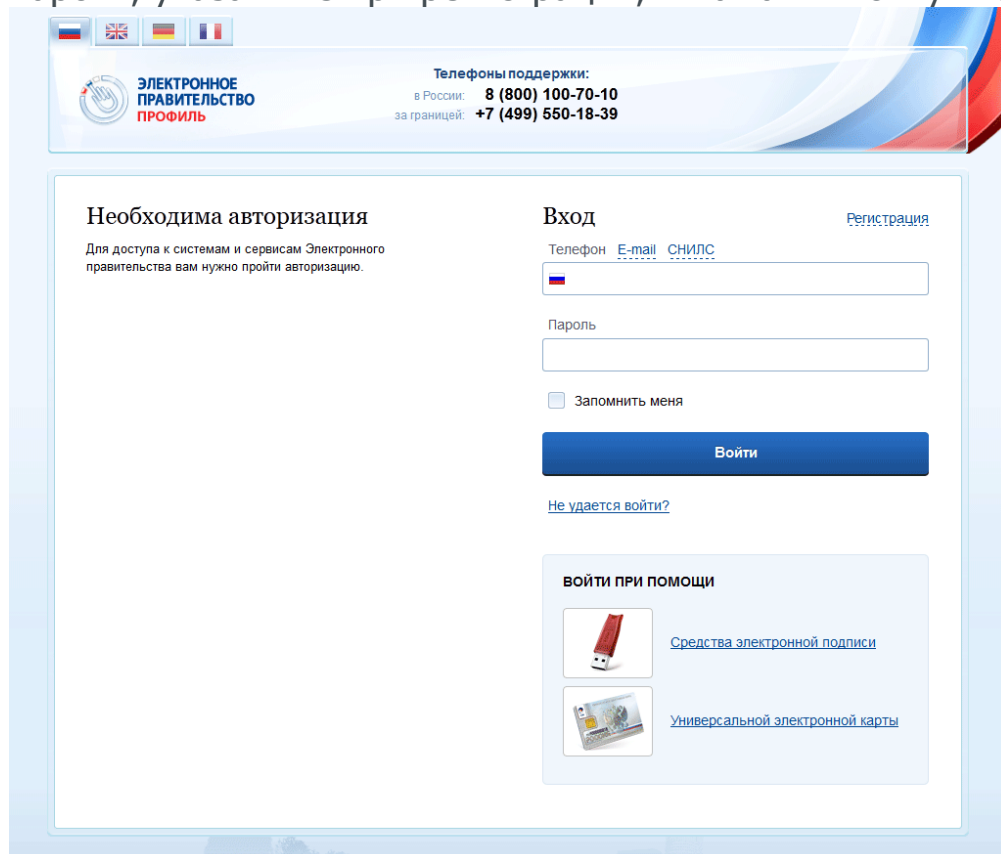 ЭЛЕКТРОННОЕ
ПРАВИТЕЛЬСТВО
ПРОФИЛЬ
Телефоны поддержки:
в России: 8 (800) 100-70-10
за границей: +7 (499) 550-18-39
Необходима авторизация
Для доступа к системам и сервисам Электронного
правительства вам нужно пройти авторизацию.
Вход
Регистрация
Телефон E-mail СНИЛС
Пароль
Запомнить меня
Войти
Не удается войти?
ВОЙТИ ПРИ ПОМОЩИ
Средства электронной подписи
Универсальной электронной карты